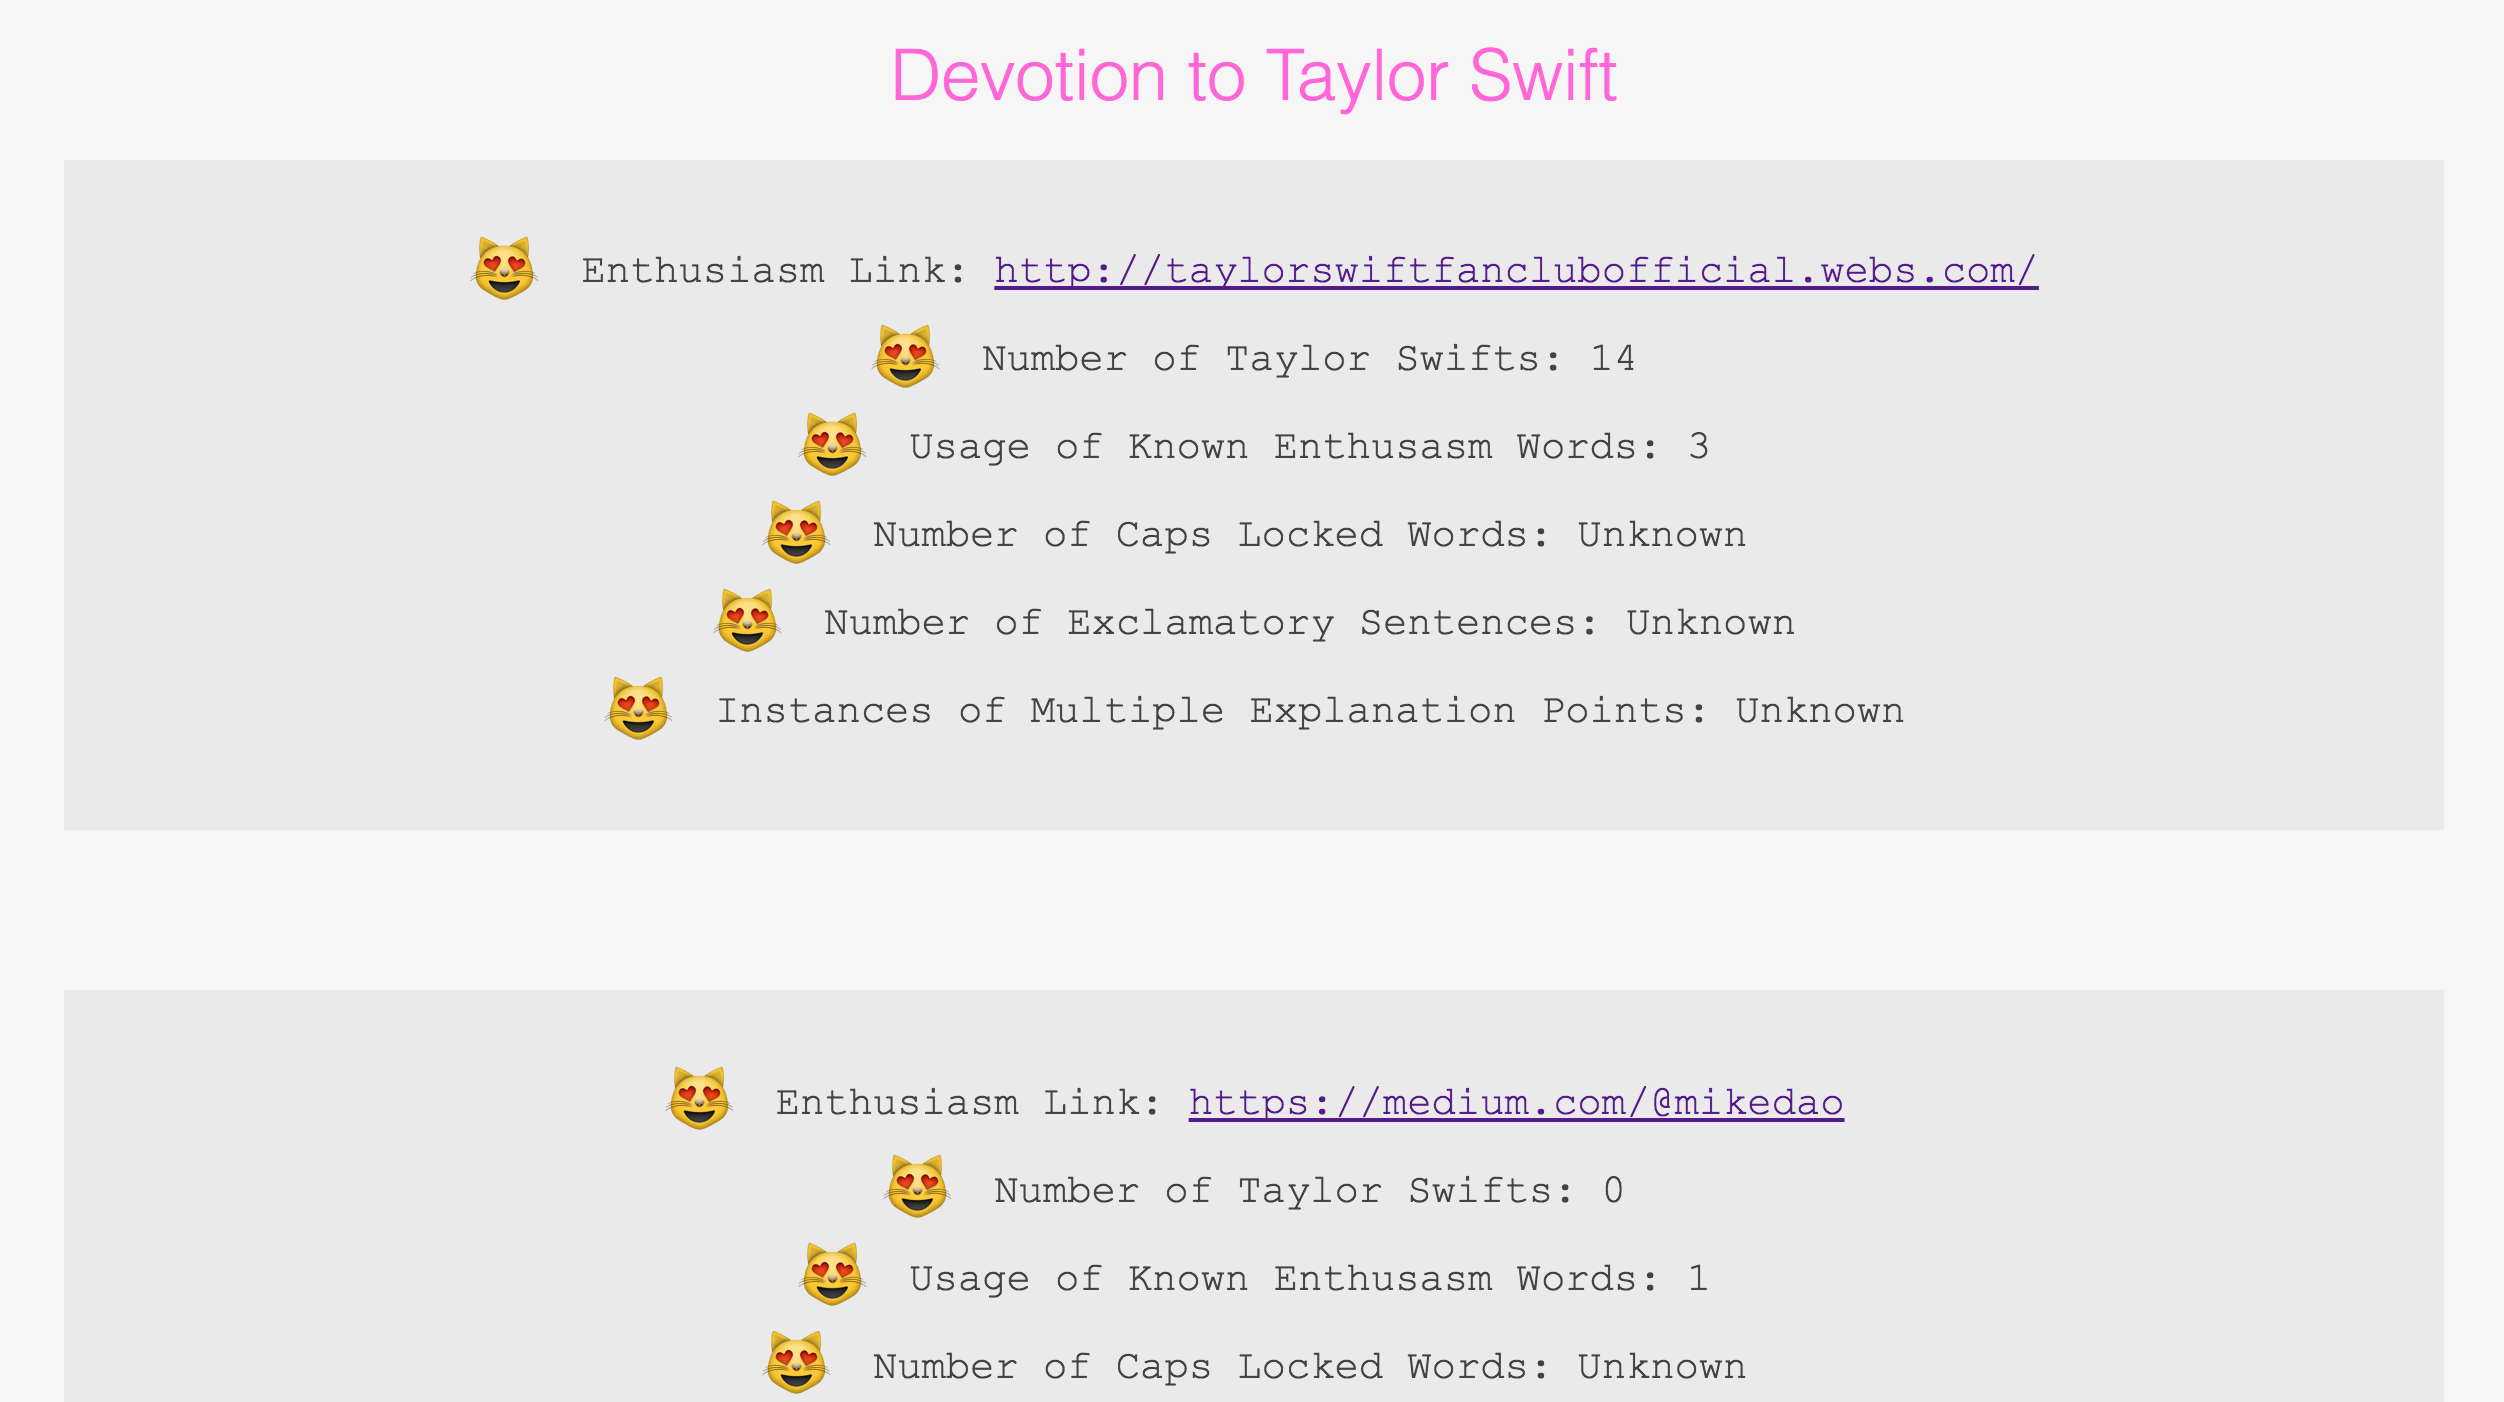 Devotion to Taylor Swift
Enthusiasm Link: http://taylorswiftfanclubofficial.webs.com/
Number of Taylor Swifts: 14
Usage of Known Enthusasm Words: 3
Number of Caps Locked Words: Unknown
Number of Exclamatory Sentences: Unknown
Instances of Multiple Explanation Points: Unknown
Enthusiasm Link: https://medium.com/@mikedao
Number of Taylor Swifts: 0
Usage of Known Enthusasm Words: 1
Number of Caps Locked Words: Unknown